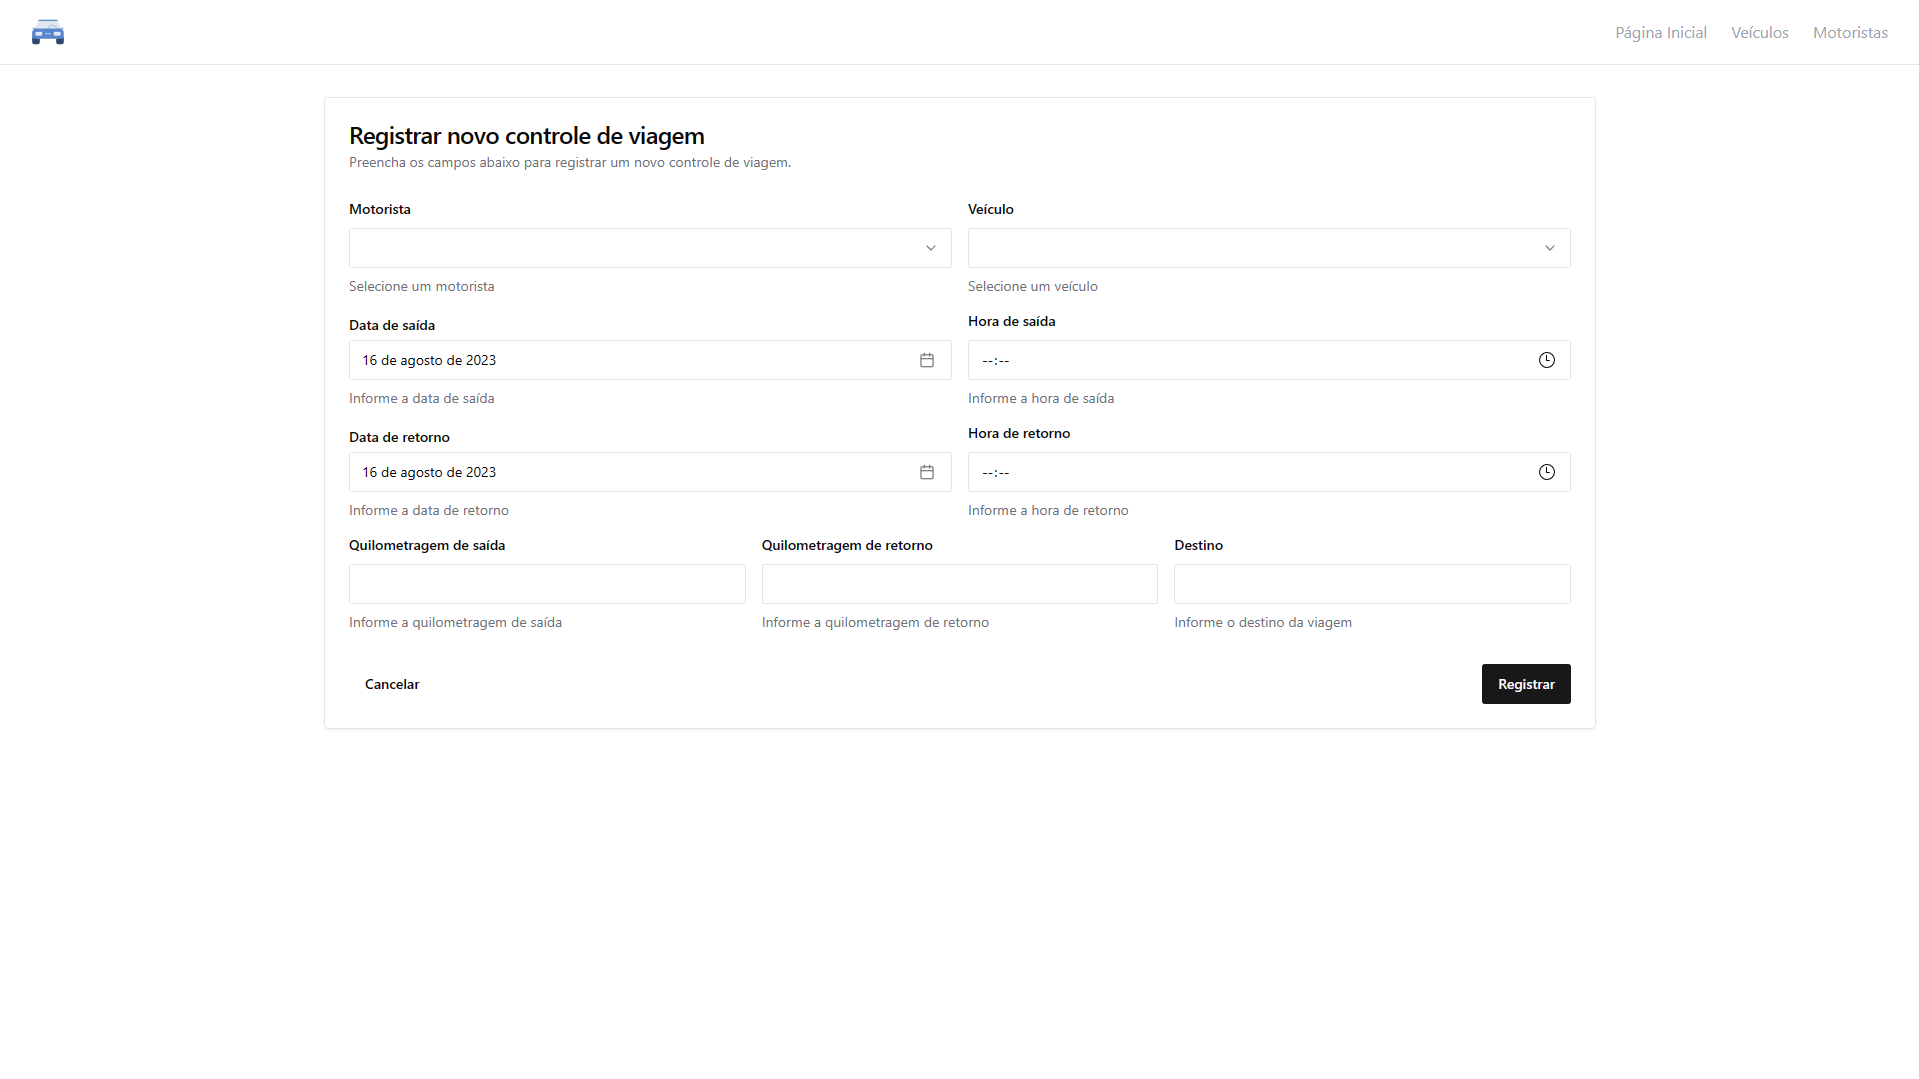 Página Inicial Veículos Motoristas
Registrar novo controle de viagem
Preencha os campos abaixo para registrar um novo controle de viagem.
Motorista Veículo
Selecione um motorista Selecione um veículo
Data de saída Hora de saída
16 de agosto de 2023 --:--
Informe a data de saída Informe a hora de saída
Data de retorno Hora de retorno
16 de agosto de 2023 --:--
Informe a data de retorno Informe a hora de retorno
Quilometragem de saída Quilometragem de retorno Destino
Informe a quilometragem de saída Informe a quilometragem de retorno Informe o destino da viagem
Cancelar Registrar